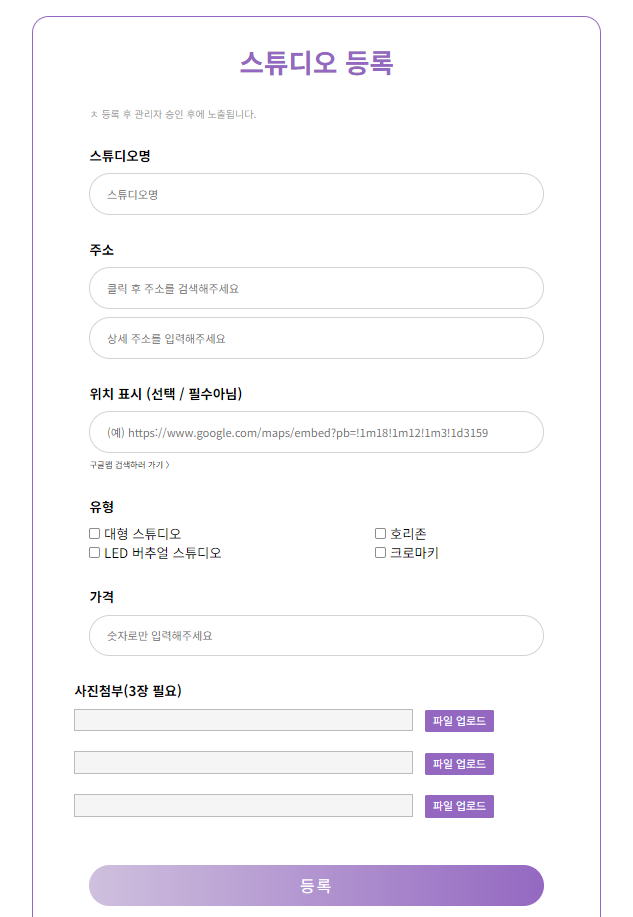 스튜디오 등록
ㅊ 등록 후 관리자 승인 후에 노출됩니다.
스튜디오명
스튜디오명
주소
클릭 후 주소를 검색해주세요
상세 주소를 입력해주세요
위치 표시 (선택 / 필수아님)
(예) https://www.google.com/maps/embed?pb=!1m18!1m12!1m3!1d3159
구글맵 검색하러 가기 >
유형
대형 스튜디오 호리존
LED 버추얼 스튜디오 크로마키
가격
숫자로만 입력해주세요
사진첨부(3장 필요)
파일 업로드
파일 업로드
파일 업로드
등록